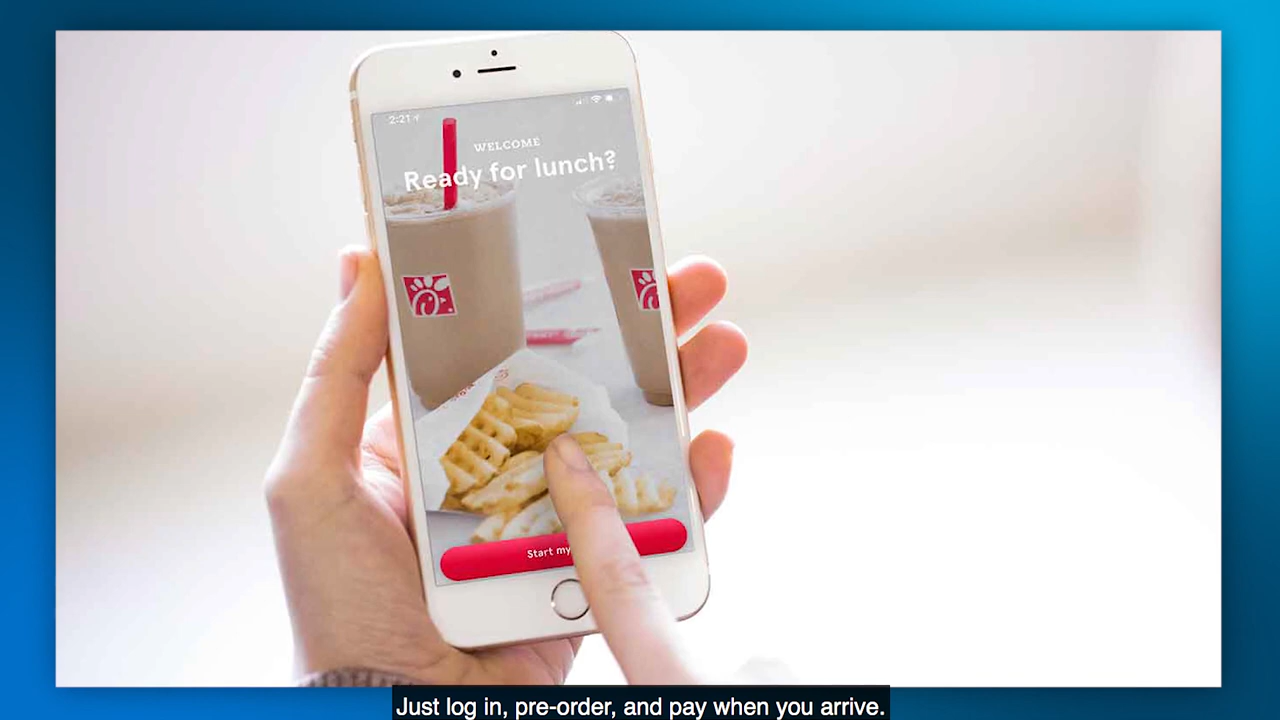 2:21
WELCOME
Ready for lunch?
Start my
Just log in, pre-order, and pay when you arrive.